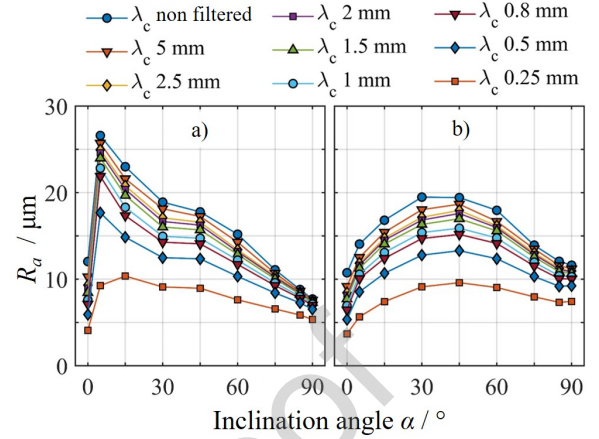 λc non filtered
λc 2 mm
λc 0.8 mm
λc 5 mm
λc 1.5 mm
λc 0.5 mm
λc 2.5 mm
λc 1 mm
λc 0.25 mm
a)
b)
30
20
10
0
Ra / μm
0 30 60 90 0 30 60 90
Inclination angle α / °